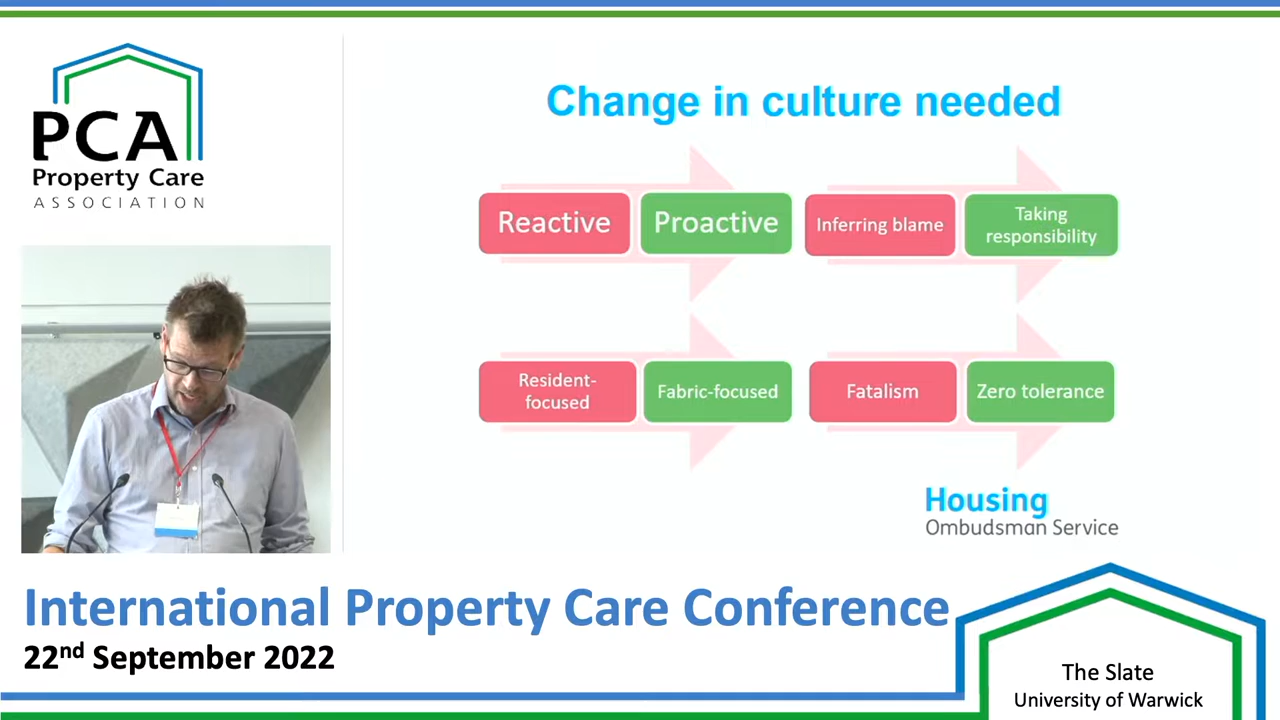 PCA
Property Care
ASSOCIATION
Change in culture needed
Reactive
Proactive
Inferring blame
Taking
responsibility
Resident-
focused
Fabric-focused
Fatalism
Zero tolerance
Housing
Ombudsman Service
International Property Care Conference
22nd September 2022
The Slate
University of Warwick